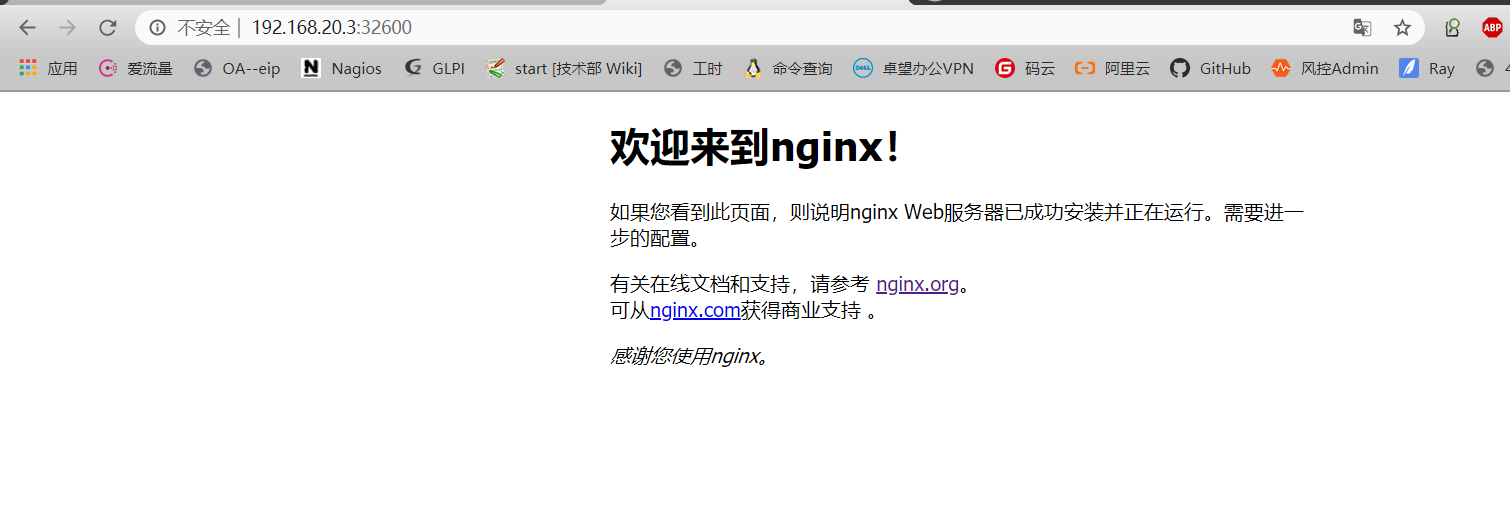 不安全 | 192.168.20.3:32600
ABP
应用 爱流量 OA--eip Nagios GLPI start [技术部 Wiki] 工时 命令查询 卓望办公VPN 码云 阿里云 GitHub 风控Admin Ray
欢迎来到nginx！
如果您看到此页面，则说明nginx Web服务器已成功安装并正在运行。需要进一
步的配置。
有关在线文档和支持，请参考 nginx.org。
可从nginx.com获得商业支持 。
感谢您使用nginx。